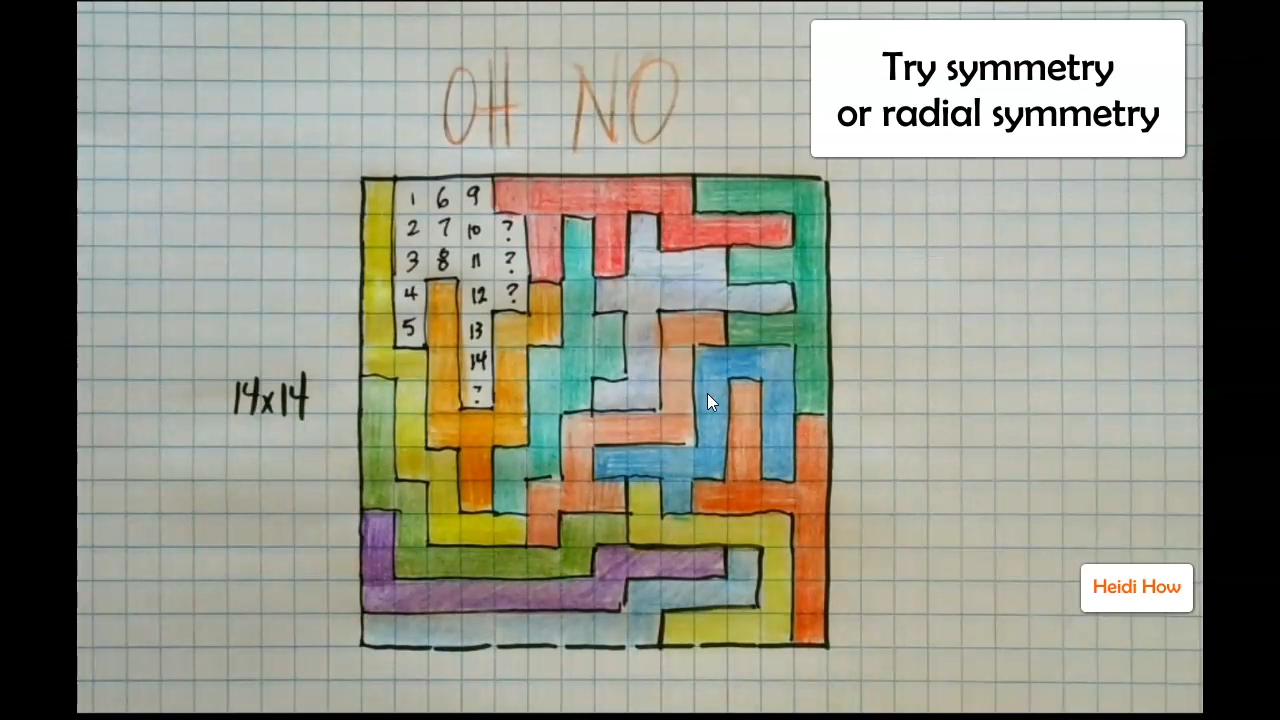 Try symmetry
or radial symmetry
OH NO
1 6 9
2 7 10 ?
3 8 11 ?
4 12 ?
5 13
14
?
14x14
Heidi How